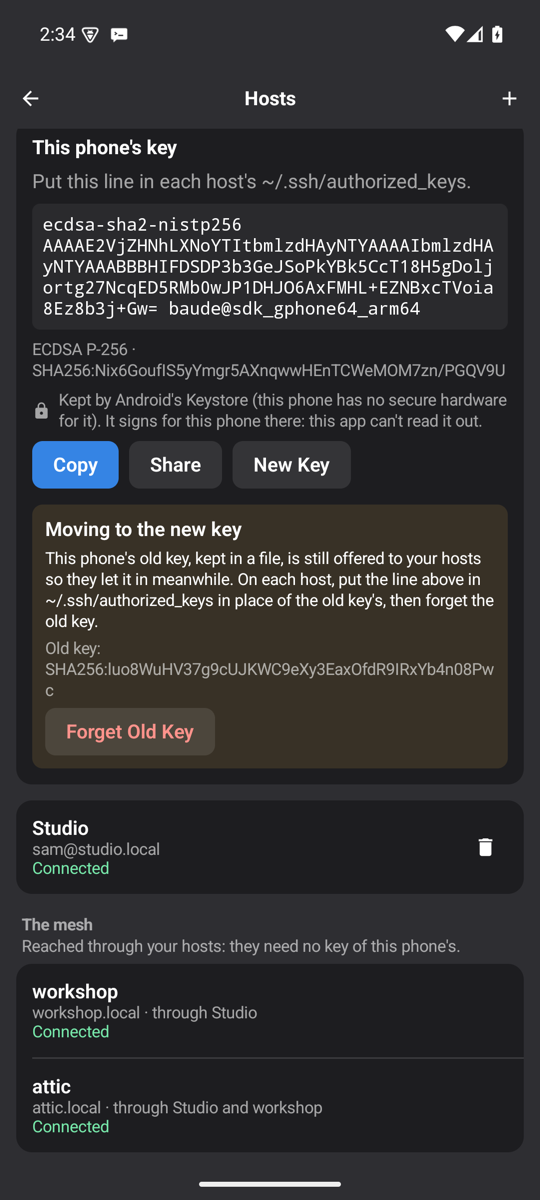 2:34
Hosts
This phone's key
Put this line in each host's ~/.ssh/authorized_keys.
ecdsa-sha2-nistp256
AAAAE2VjZHNhLXNoYTItbmlzdHAyNTYAAAAIbmlzdHA
yNTYAAABBBHIFDSDP3b3GeJSoPkYBk5CcT18H5gDolj
ortg27NcqED5RMb0wJP1DHJO6AxFMHL+EZNBxcTVoia
8Ez8b3j+Gw= baude@sdk_gphone64_arm64
ECDSA P-256 ·
SHA256:Nix6GoufIS5yYmgr5AXnqwwHEnTCWeMOM7zn/PGQV9U
Kept by Android's Keystore (this phone has no secure hardware
for it). It signs for this phone there: this app can't read it out.
Copy
Share
New Key
Moving to the new key
This phone's old key, kept in a file, is still offered to your hosts
so they let it in meanwhile. On each host, put the line above in
~/.ssh/authorized_keys in place of the old key's, then forget the
old key.
Old key:
SHA256:luo8WuHV37g9cUJKWC9eXy3EaxOfdR9IRxYb4n08Pw
c
Forget Old Key
Studio
sam@studio.local
Connected
The mesh
Reached through your hosts: they need no key of this phone's.
workshop
workshop.local · through Studio
Connected
attic
attic.local · through Studio and workshop
Connected